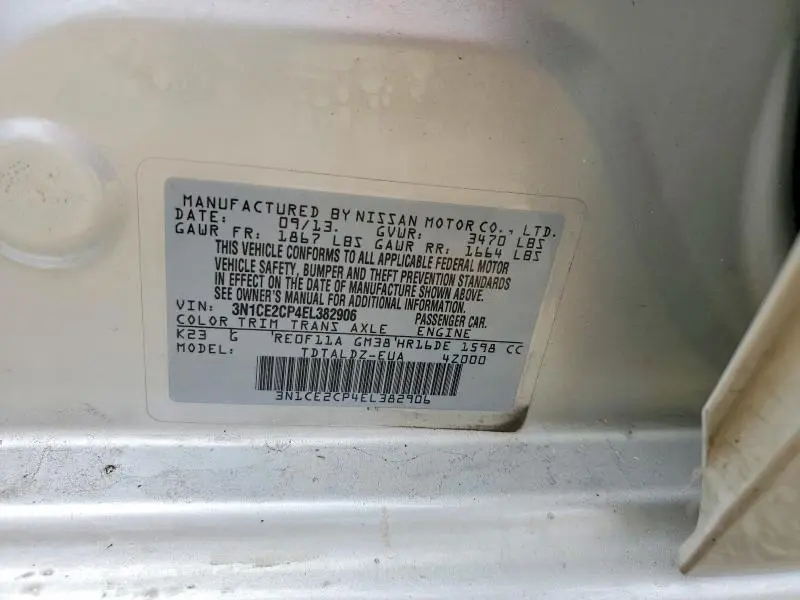 MANUFACTURED BY NISSAN MOTOR CO., LTD.
DATE: 09/13. GVWR: 3470 LBS
GAWR FR: 1867 LBS GAWR RR: 1664 LBS
THIS VEHICLE CONFORMS TO ALL APPLICABLE FEDERAL MOTOR
VEHICLE SAFETY, BUMPER AND THEFT PREVENTION STANDARDS
IN EFFECT ON THE DATE OF MANUFACTURE SHOWN ABOVE.
SEE OWNER'S MANUAL FOR ADDITIONAL INFORMATION.
VIN: 3N1CE2CP4EL382906 PASSENGER CAR.
COLOR TRIM TRANS AXLE ENGINE
K23 G RE0F11A GM38 HR16DE 1598 CC
MODEL: TDTALDZ-EUA 4Z000
3N1CE2CP4EL382906